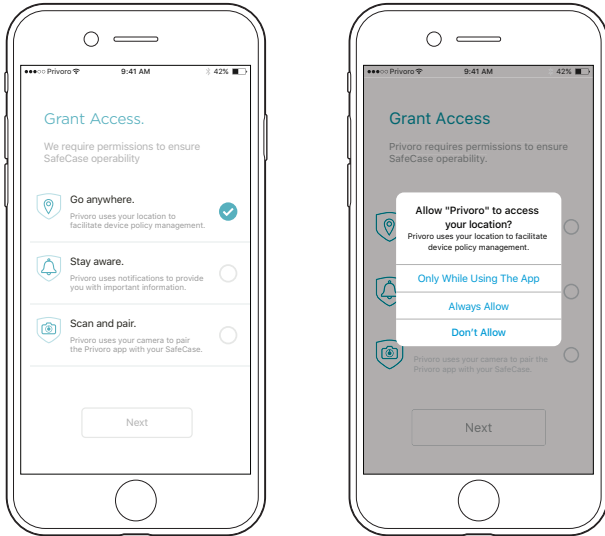 Privoro 9:41 AM 42%
Grant Access.
We require permissions to ensure
SafeCase operability
Go anywhere.
Privoro uses your location to
facilitate device policy management.
Stay aware.
Privoro uses notifications to provide
you with important information.
Scan and pair.
Privoro uses your camera to pair
the Privoro app with your SafeCase.
Next
Privoro 9:41 AM 42%
Grant Access
Privoro requires permissions to ensure
SafeCase operability.
Allow "Privoro" to access
your location?
Privoro uses your location to facilitate
device policy management.
Only While Using The App
Always Allow
Don't Allow
Privoro uses your camera to pair the
Privoro app with your SafeCase.
Next